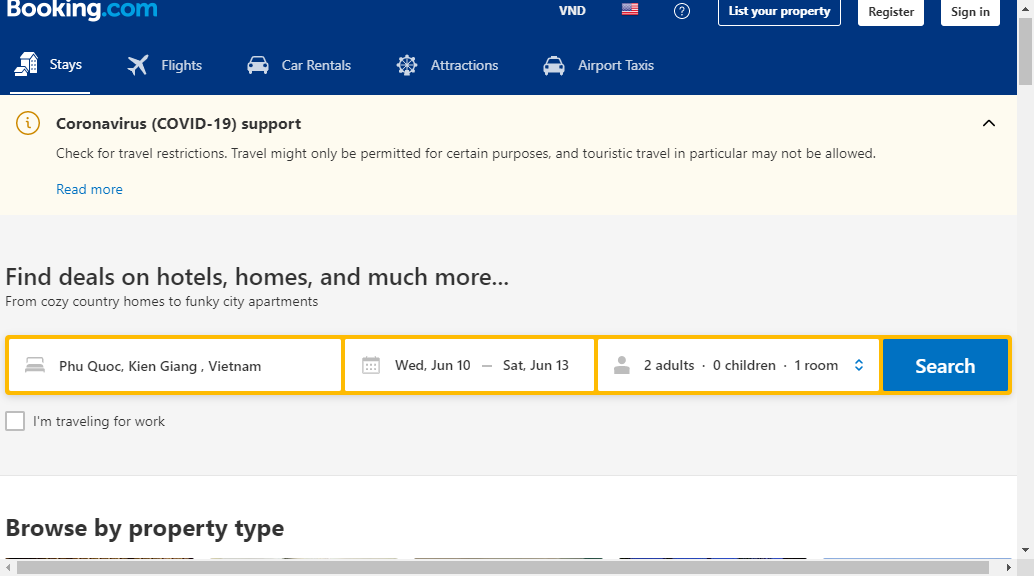 Booking.com
VND
List your property
Register
Sign in
Stays
Flights
Car Rentals
Attractions
Airport Taxis
Coronavirus (COVID-19) support
Check for travel restrictions. Travel might only be permitted for certain purposes, and touristic travel in particular may not be allowed.
Read more
Find deals on hotels, homes, and much more...
From cozy country homes to funky city apartments
Phu Quoc, Kien Giang , Vietnam
Wed, Jun 10 — Sat, Jun 13
2 adults · 0 children · 1 room
Search
I'm traveling for work
Browse by property type